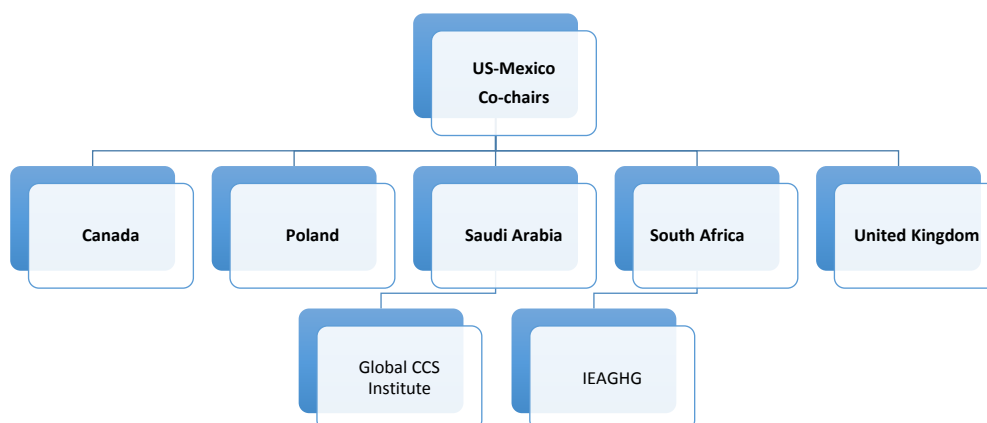 US-Mexico
Co-chairs
Canada
Poland
Saudi Arabia
South Africa
United Kingdom
Global CCS
Institute
IEAGHG